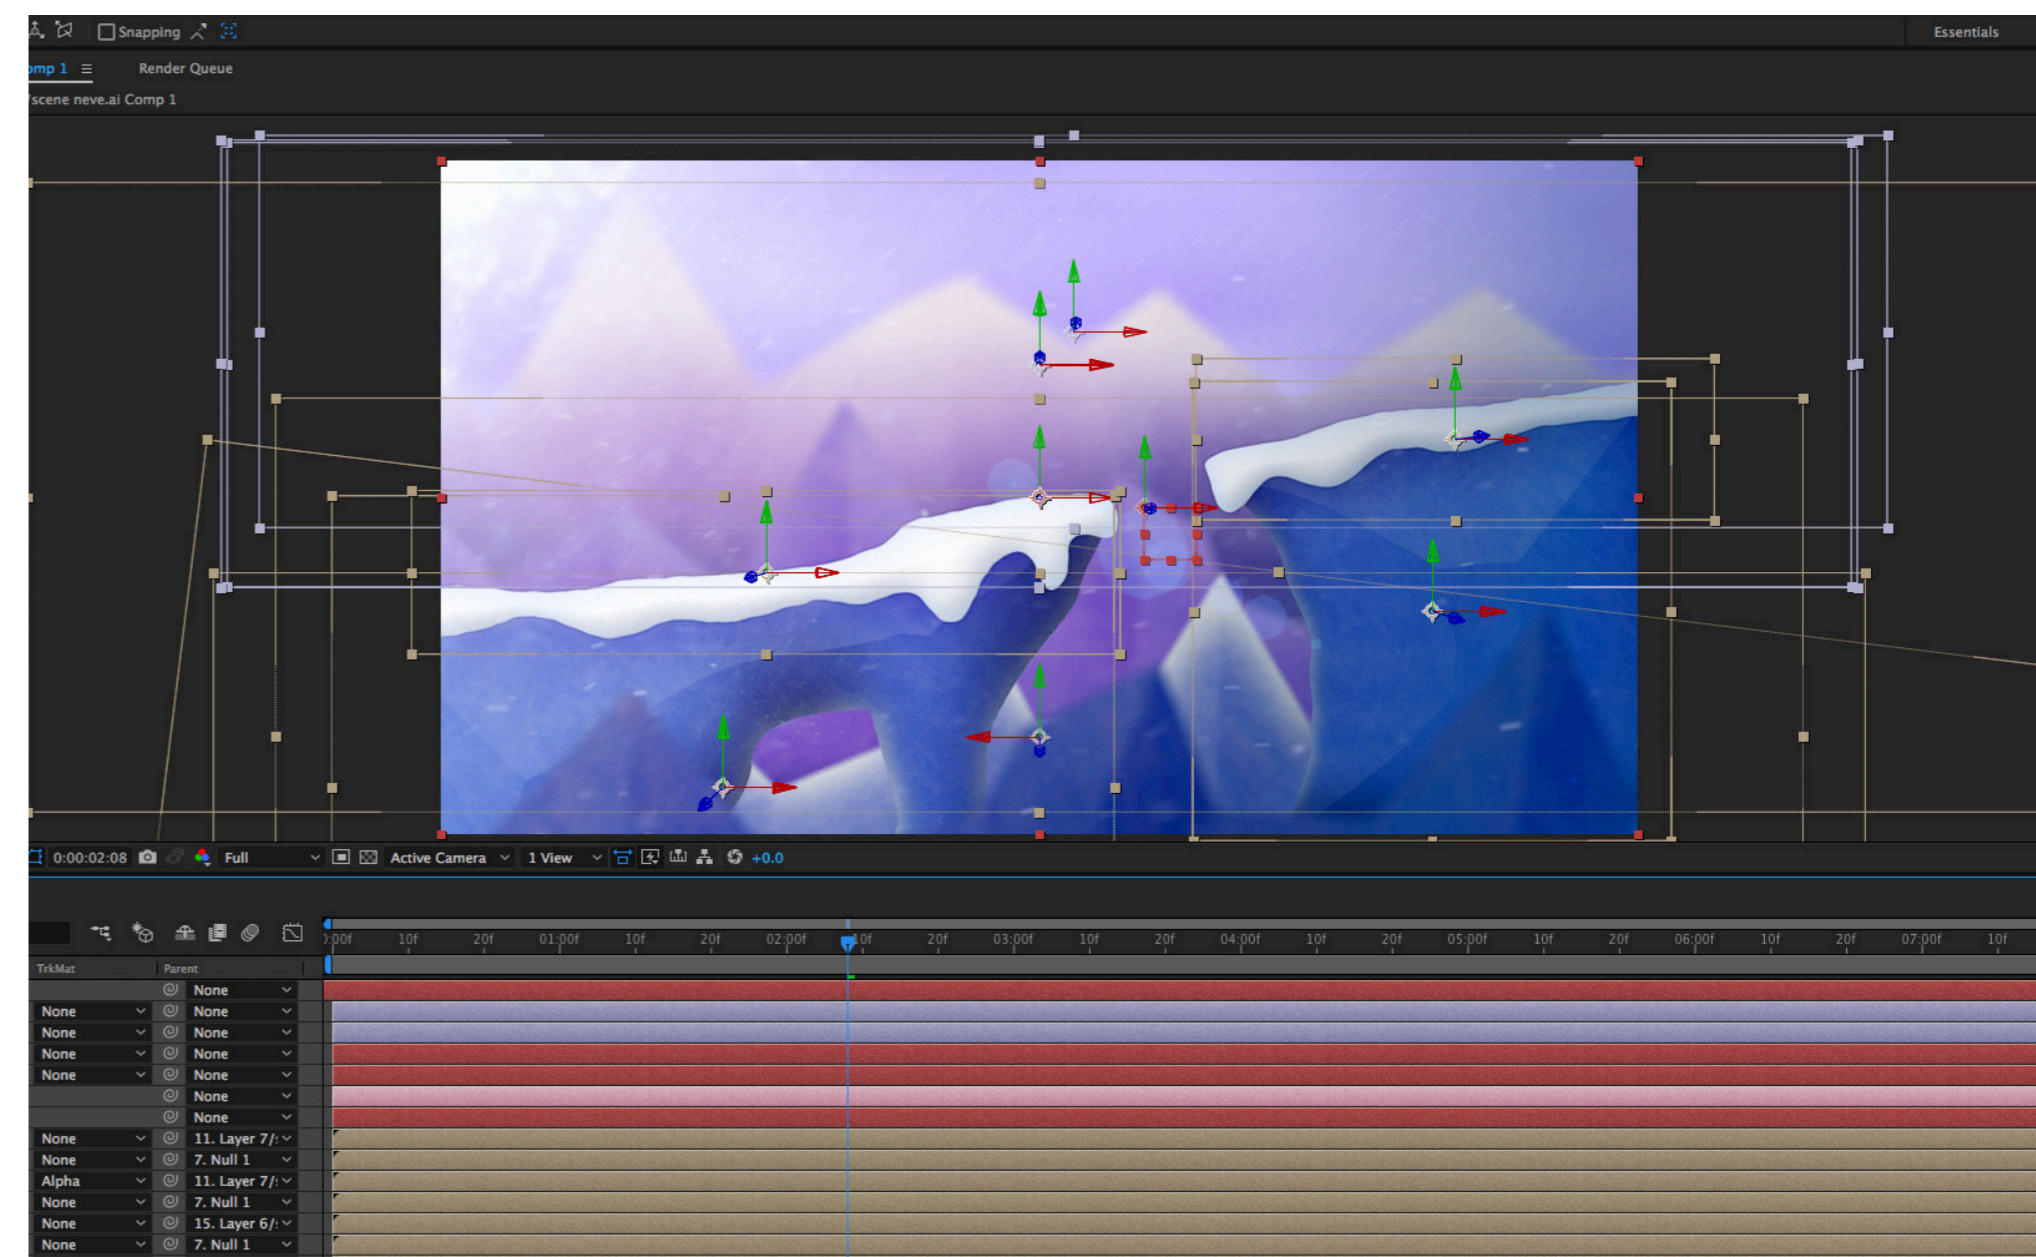 Snapping Essentials
omp 1 Render Queue
/scene neve.ai Comp 1
0:00:02:08 Full Active Camera 1 View +0.0
):00f 10f 20f 01:00f 10f 20f 02:00f 10f 20f 03:00f 10f 20f 04:00f 10f 20f 05:00f 10f 20f 06:00f 10f 20f 07:00f 10f
TrkMat Parent
None
None None
None None
None None
None None
None
None
None 11. Layer 7/
None 7. Null 1
Alpha 11. Layer 7/
None 7. Null 1
None 15. Layer 6/
None 7. Null 1